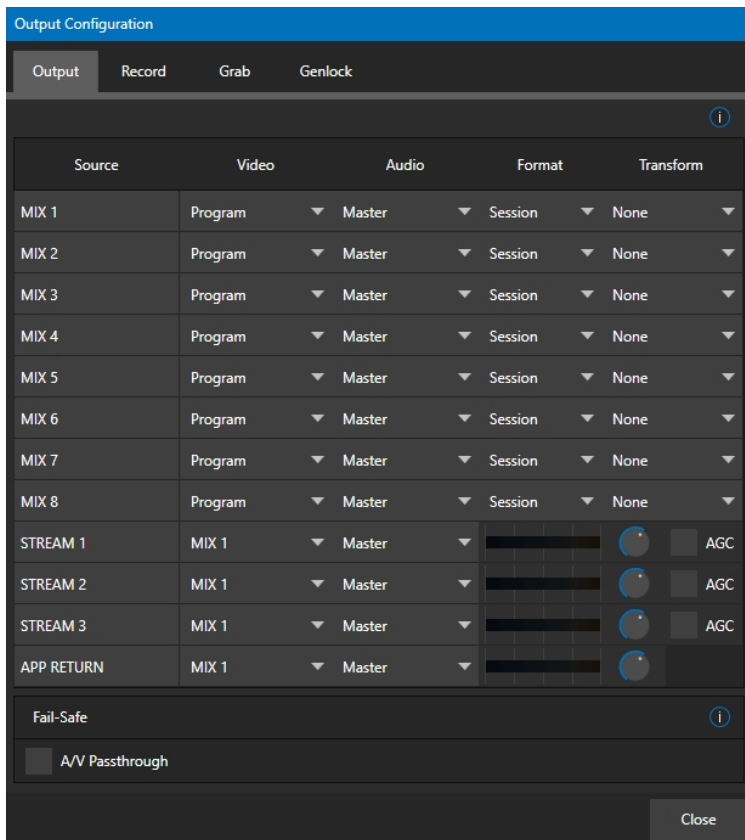 Output Configuration
Output Record Grab Genlock
i
Source Video Audio Format Transform
MIX 1 Program Master Session None
MIX 2 Program Master Session None
MIX 3 Program Master Session None
MIX 4 Program Master Session None
MIX 5 Program Master Session None
MIX 6 Program Master Session None
MIX 7 Program Master Session None
MIX 8 Program Master Session None
STREAM 1 MIX 1 Master AGC
STREAM 2 MIX 1 Master AGC
STREAM 3 MIX 1 Master AGC
APP RETURN MIX 1 Master
Fail-Safe i
A/V Passthrough
Close